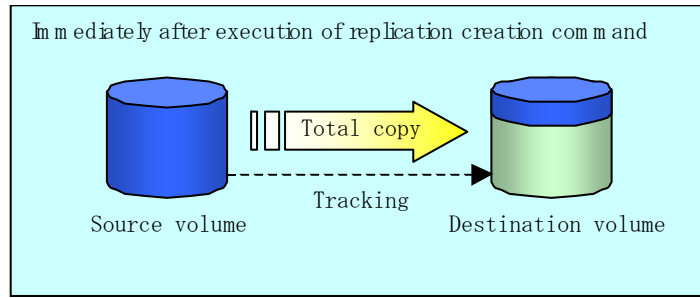 Immediately after execution of replication creation command
Total copy
Tracking
Source volume
Destination volume